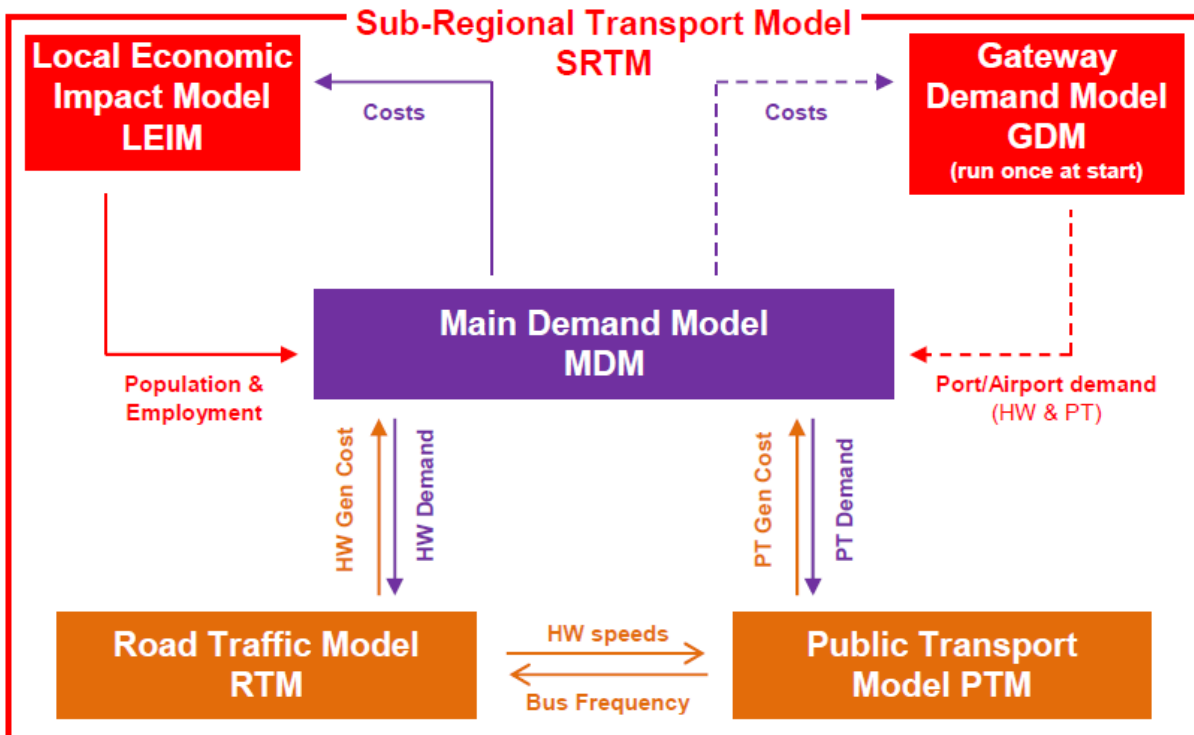 Sub-Regional Transport Model
SRTM
Local Economic
Impact Model
LEIM
Gateway
Demand Model
GDM
(run once at start)
Costs
Costs
Main Demand Model
MDM
Population &
Employment
Port/Airport demand
(HW & PT)
HW Gen Cost
HW Demand
PT Gen Cost
PT Demand
Road Traffic Model
RTM
HW speeds
Bus Frequency
Public Transport
Model PTM